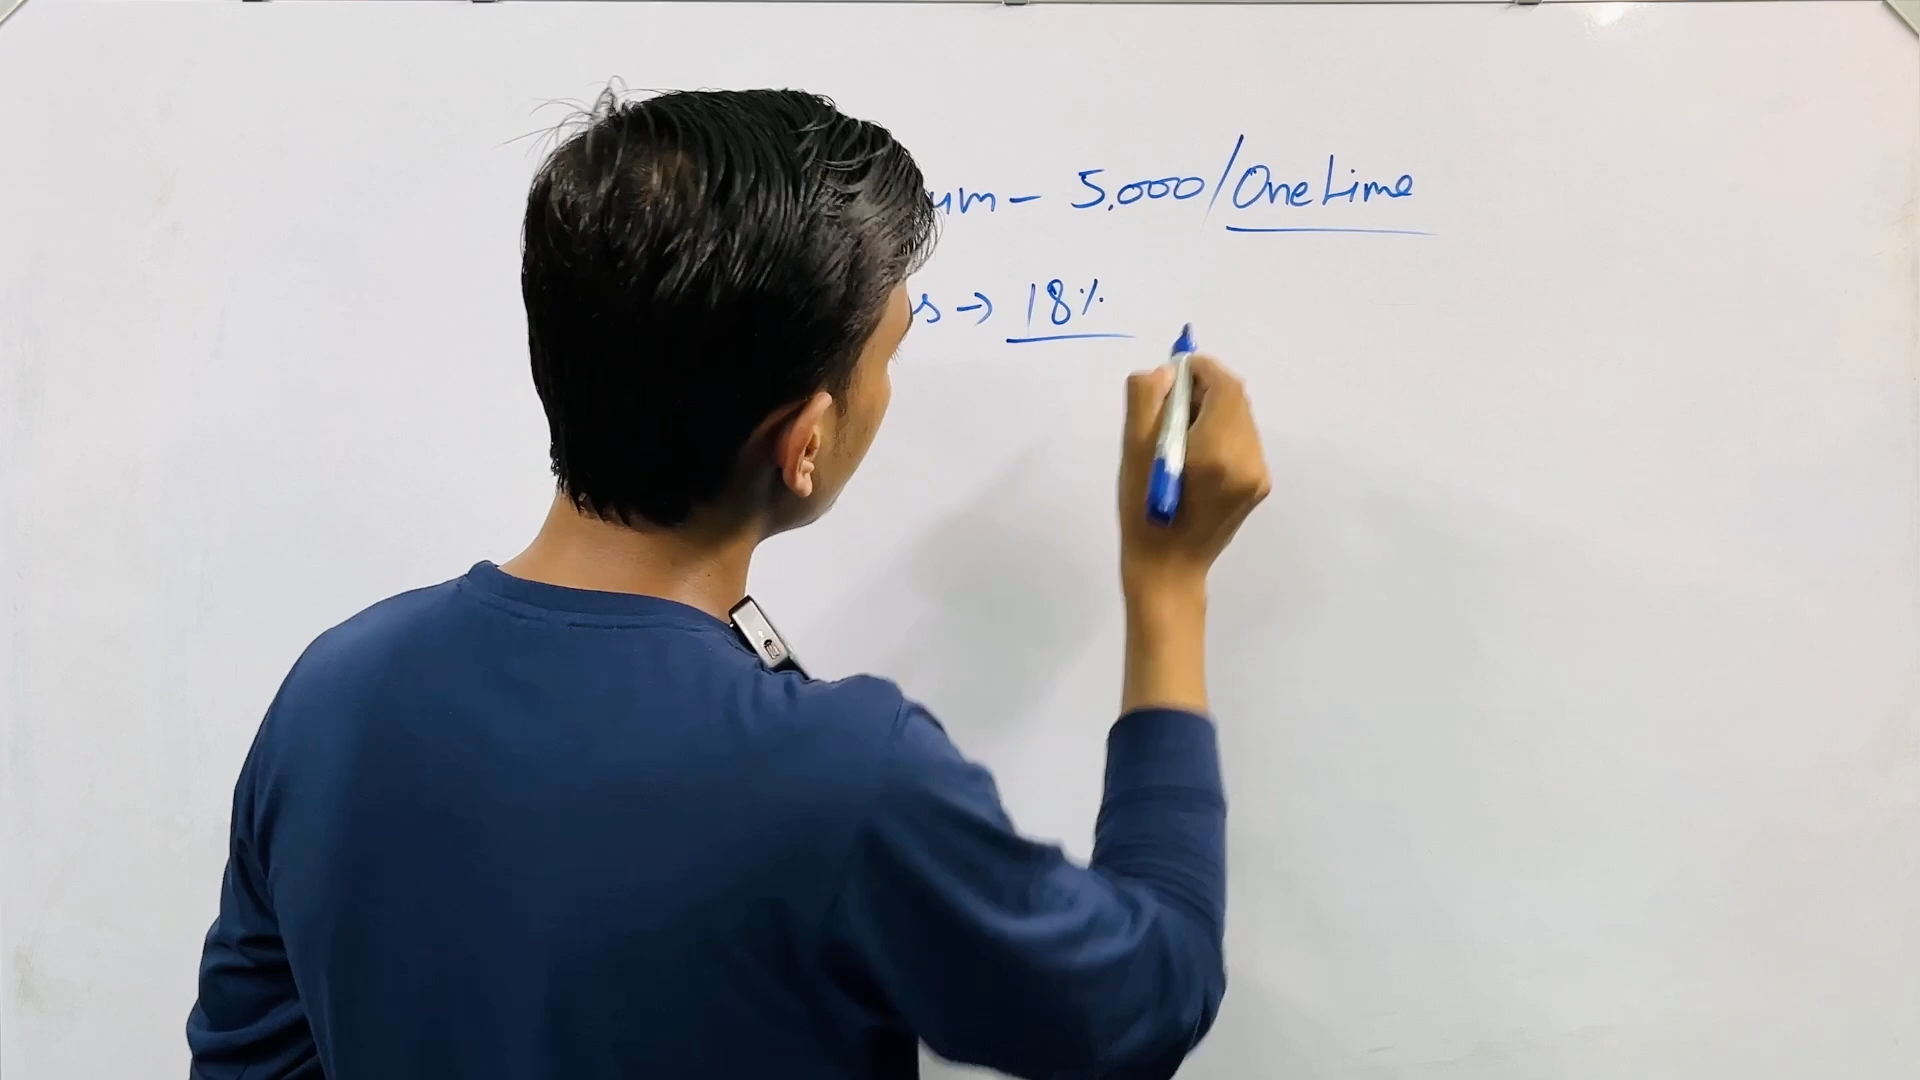 um - 5,000/One time
s → 18%